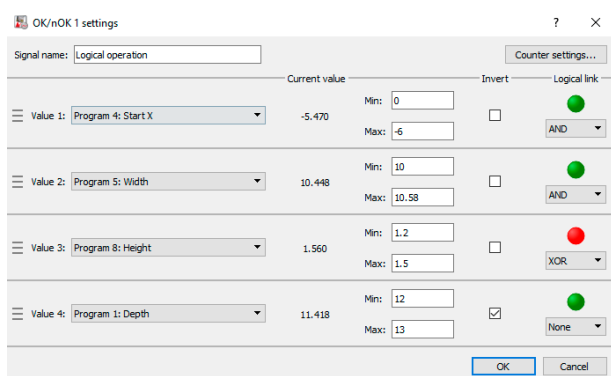 OK/nOK 1 settings ? ×
Signal name: Logical operation Counter settings...
Current value Invert Logical link
Min: 0
Value 1: Program 4: Start X -5.470
Max: -6 AND
Min: 10
Value 2: Program 5: Width 10.448
Max: 10.58 AND
Min: 1.2
Value 3: Program 8: Height 1.560
Max: 1.5 XOR
Min: 12
Value 4: Program 1: Depth 11.418
Max: 13 None
OK Cancel